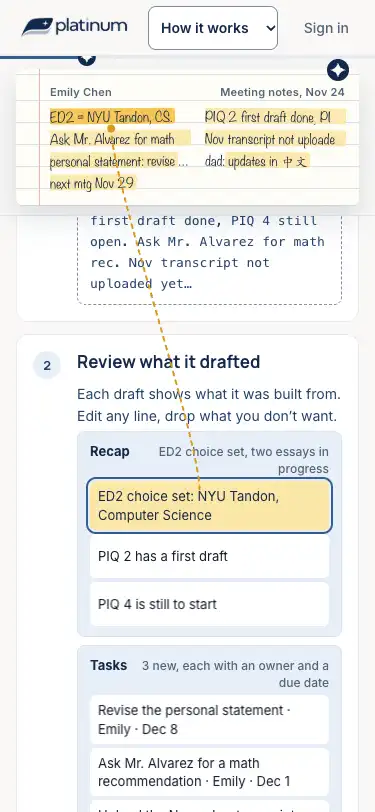 platinum
How it works
Sign in
Emily Chen
Meeting notes, Nov 24
ED2 = NYU Tandon, CS.
Ask Mr. Alvarez for math
personal statement: revise ...
next mtg Nov 29
PIQ 2 first draft done, PI
Nov transcript not uploade
dad: updates in 中文
first draft done, PIQ 4 still
open. Ask Mr. Alvarez for math
rec. Nov transcript not
uploaded yet…
2
Review what it drafted
Each draft shows what it was built from.
Edit any line, drop what you don’t want.
Recap
ED2 choice set, two essays in
progress
ED2 choice set: NYU Tandon,
Computer Science
PIQ 2 has a first draft
PIQ 4 is still to start
Tasks
3 new, each with an owner and a
due date
Revise the personal statement ·
Emily · Dec 8
Ask Mr. Alvarez for a math
recommendation · Emily · Dec 1